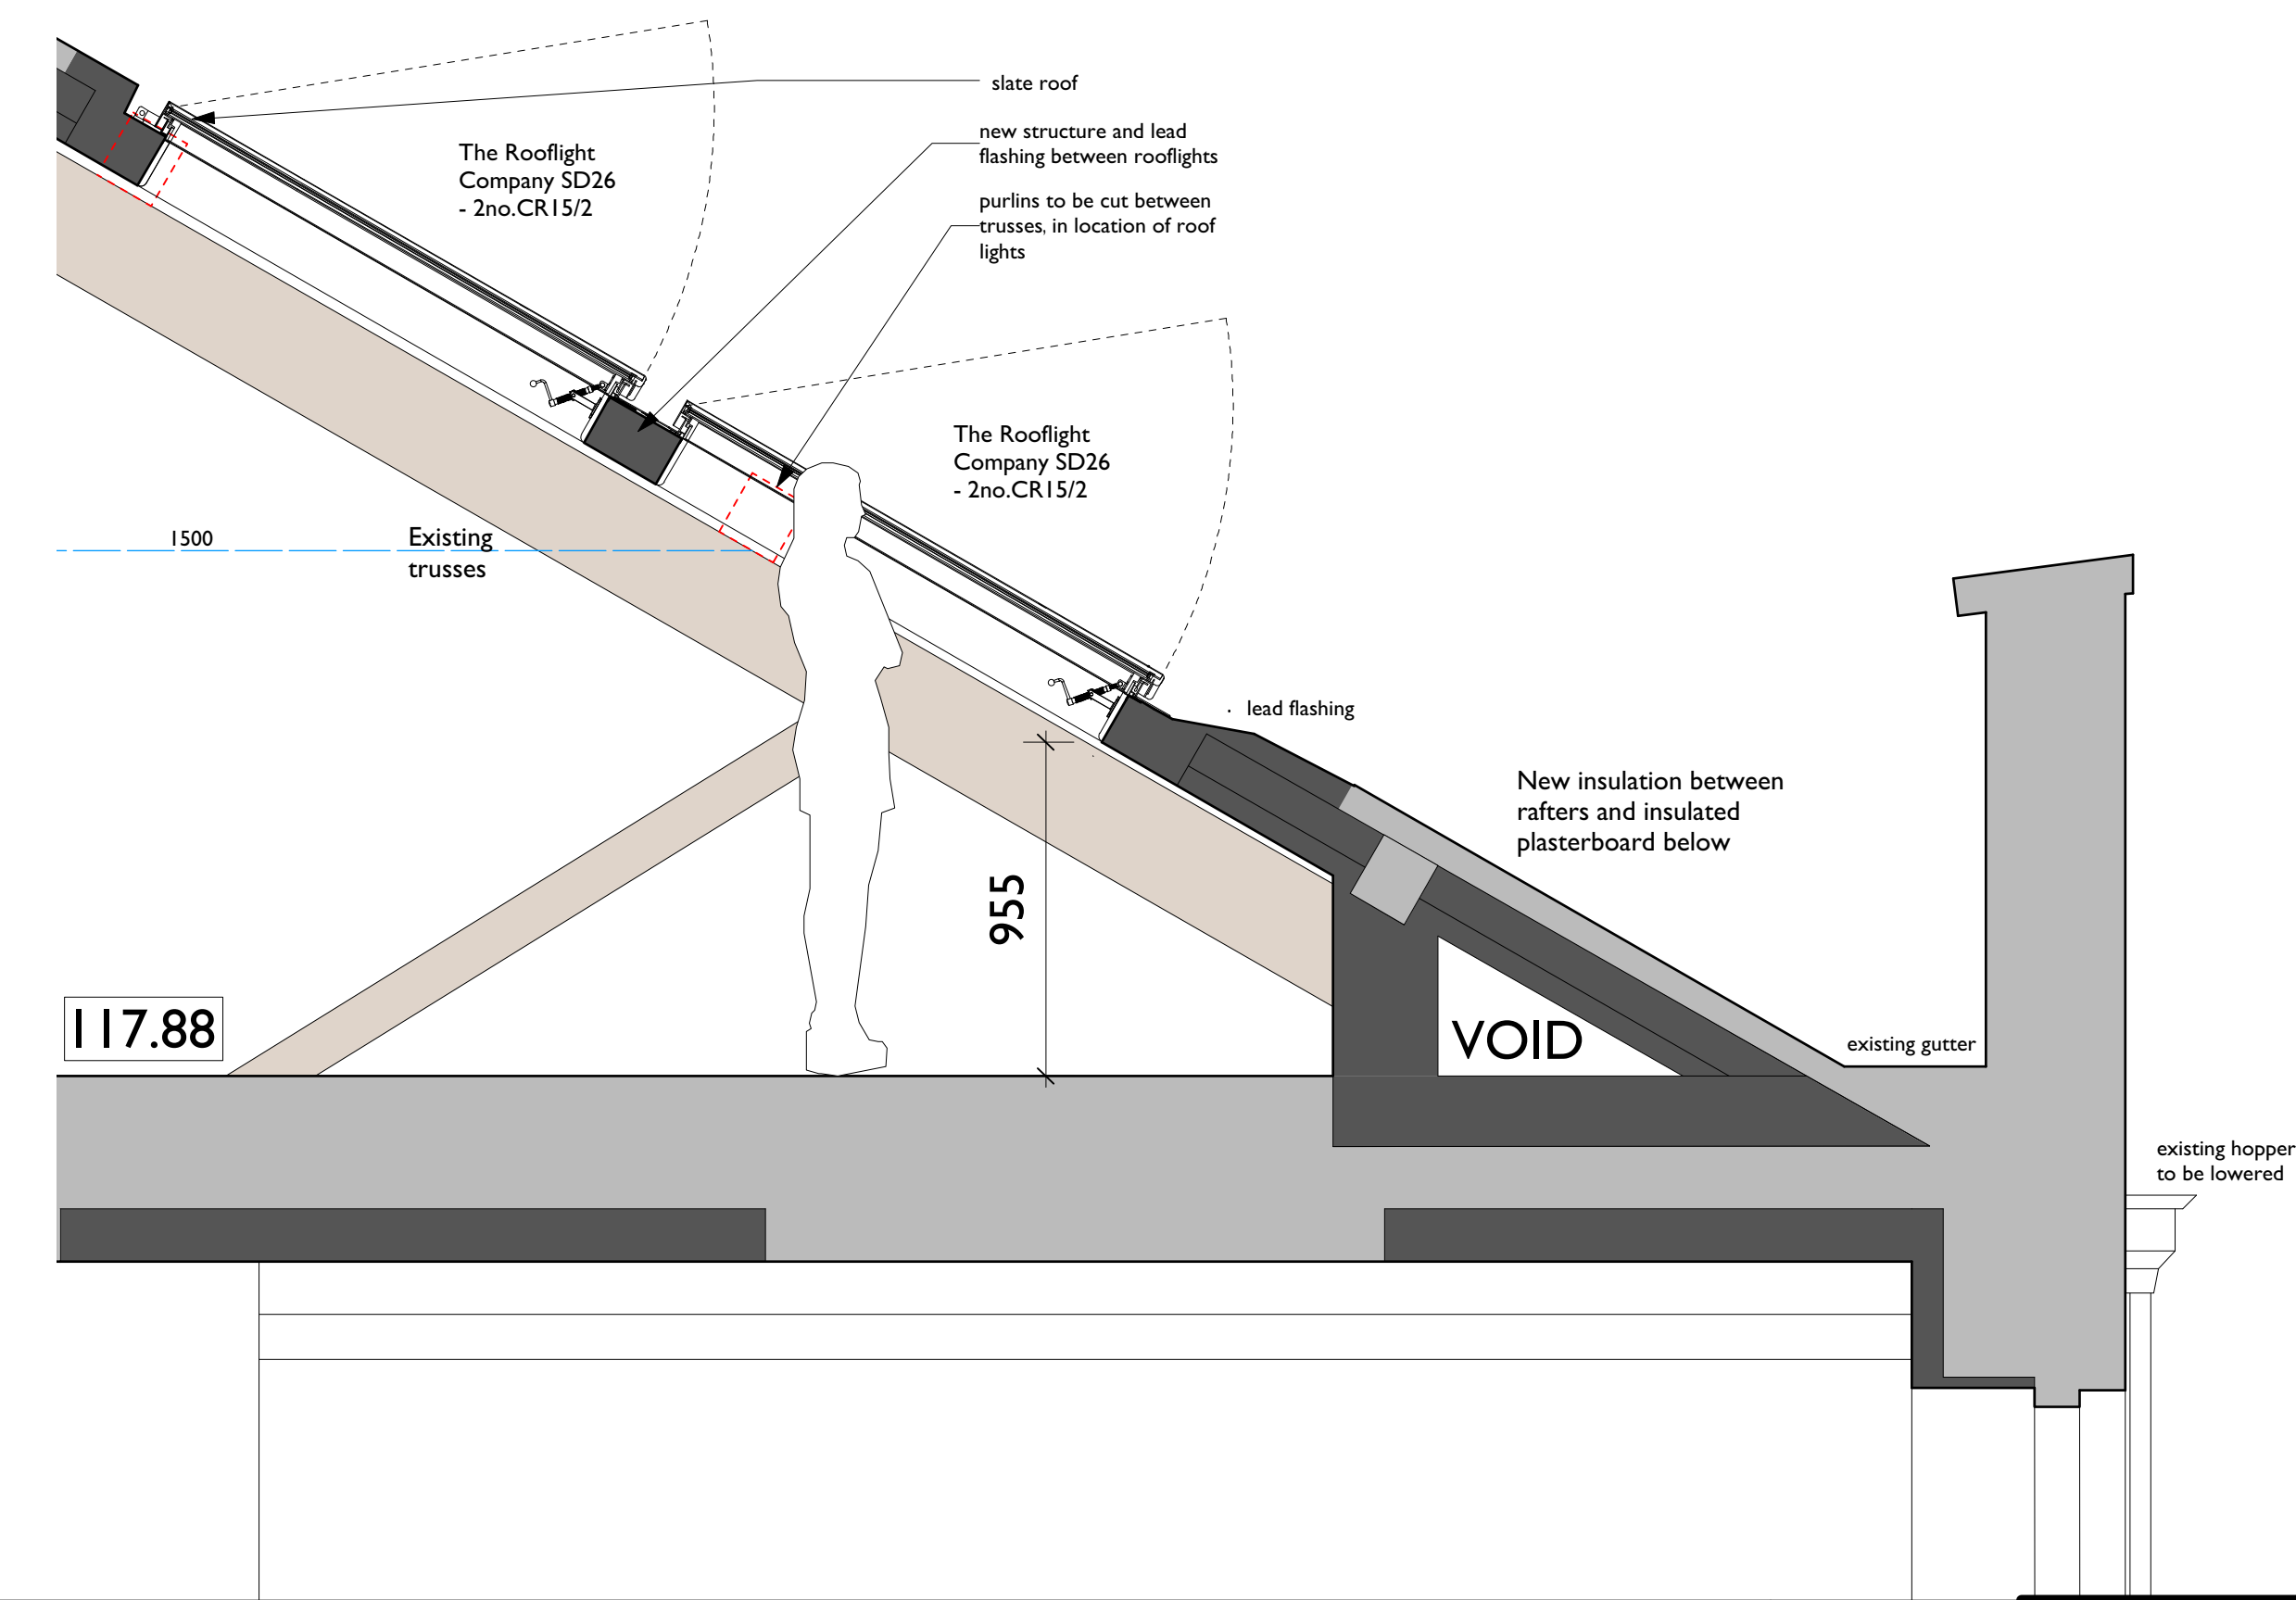 slate roof
new structure and lead
flashing between rooflights
The Rooflight
Company SD26
- 2no.CR15/2
purlins to be cut between
trusses, in location of roof
lights
The Rooflight
Company SD26
- 2no.CR15/2
1500
Existing
trusses
lead flashing
New insulation between
rafters and insulated
plasterboard below
955
117.88
VOID
existing gutter
existing hopper
to be lowered